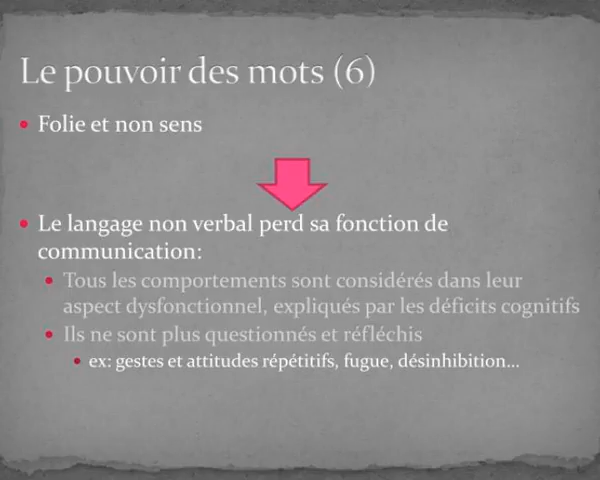 Le pouvoir des mots (6)
• Folie et non sens
• Le langage non verbal perd sa fonction de
communication:
• Tous les comportements sont considérés dans leur
aspect dysfonctionnel, expliqués par les déficits cognitifs
• Ils ne sont plus questionnés et réfléchis
• ex: gestes et attitudes répétitifs, fugue, désinhibition...